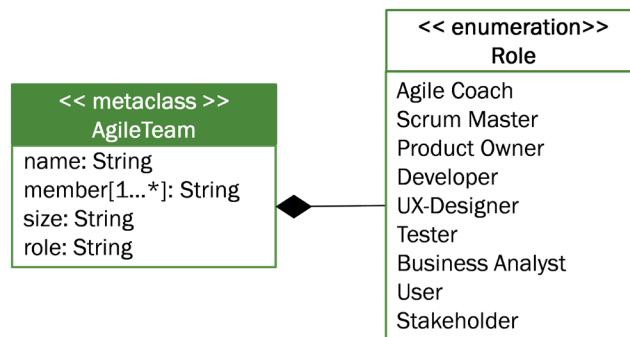 << metaclass >>
AgileTeam
name: String
member[1...*]: String
size: String
role: String
<< enumeration>>
Role
Agile Coach
Scrum Master
Product Owner
Developer
UX-Designer
Tester
Business Analyst
User
Stakeholder